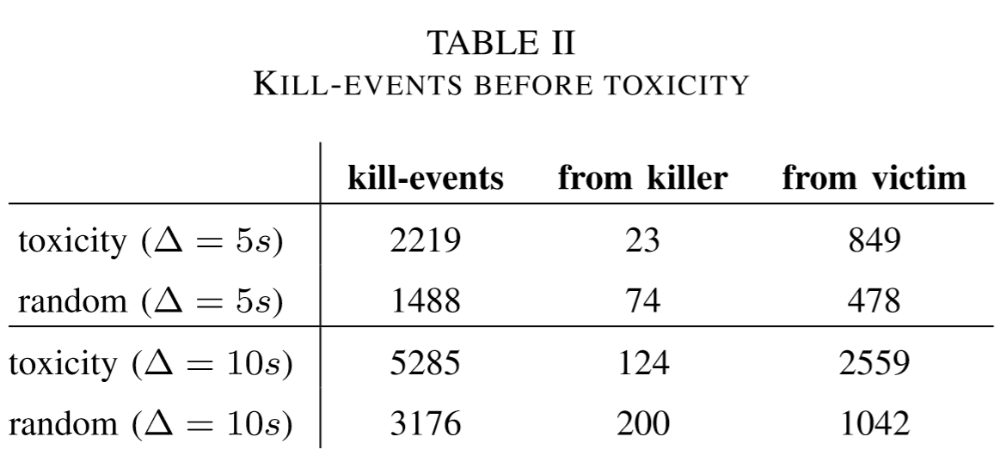 TABLE II
KILL-EVENTS BEFORE TOXICITY
kill-events from killer from victim
toxicity (Δ = 5s) 2219 23 849
random (Δ = 5s) 1488 74 478
toxicity (Δ = 10s) 5285 124 2559
random (Δ = 10s) 3176 200 1042